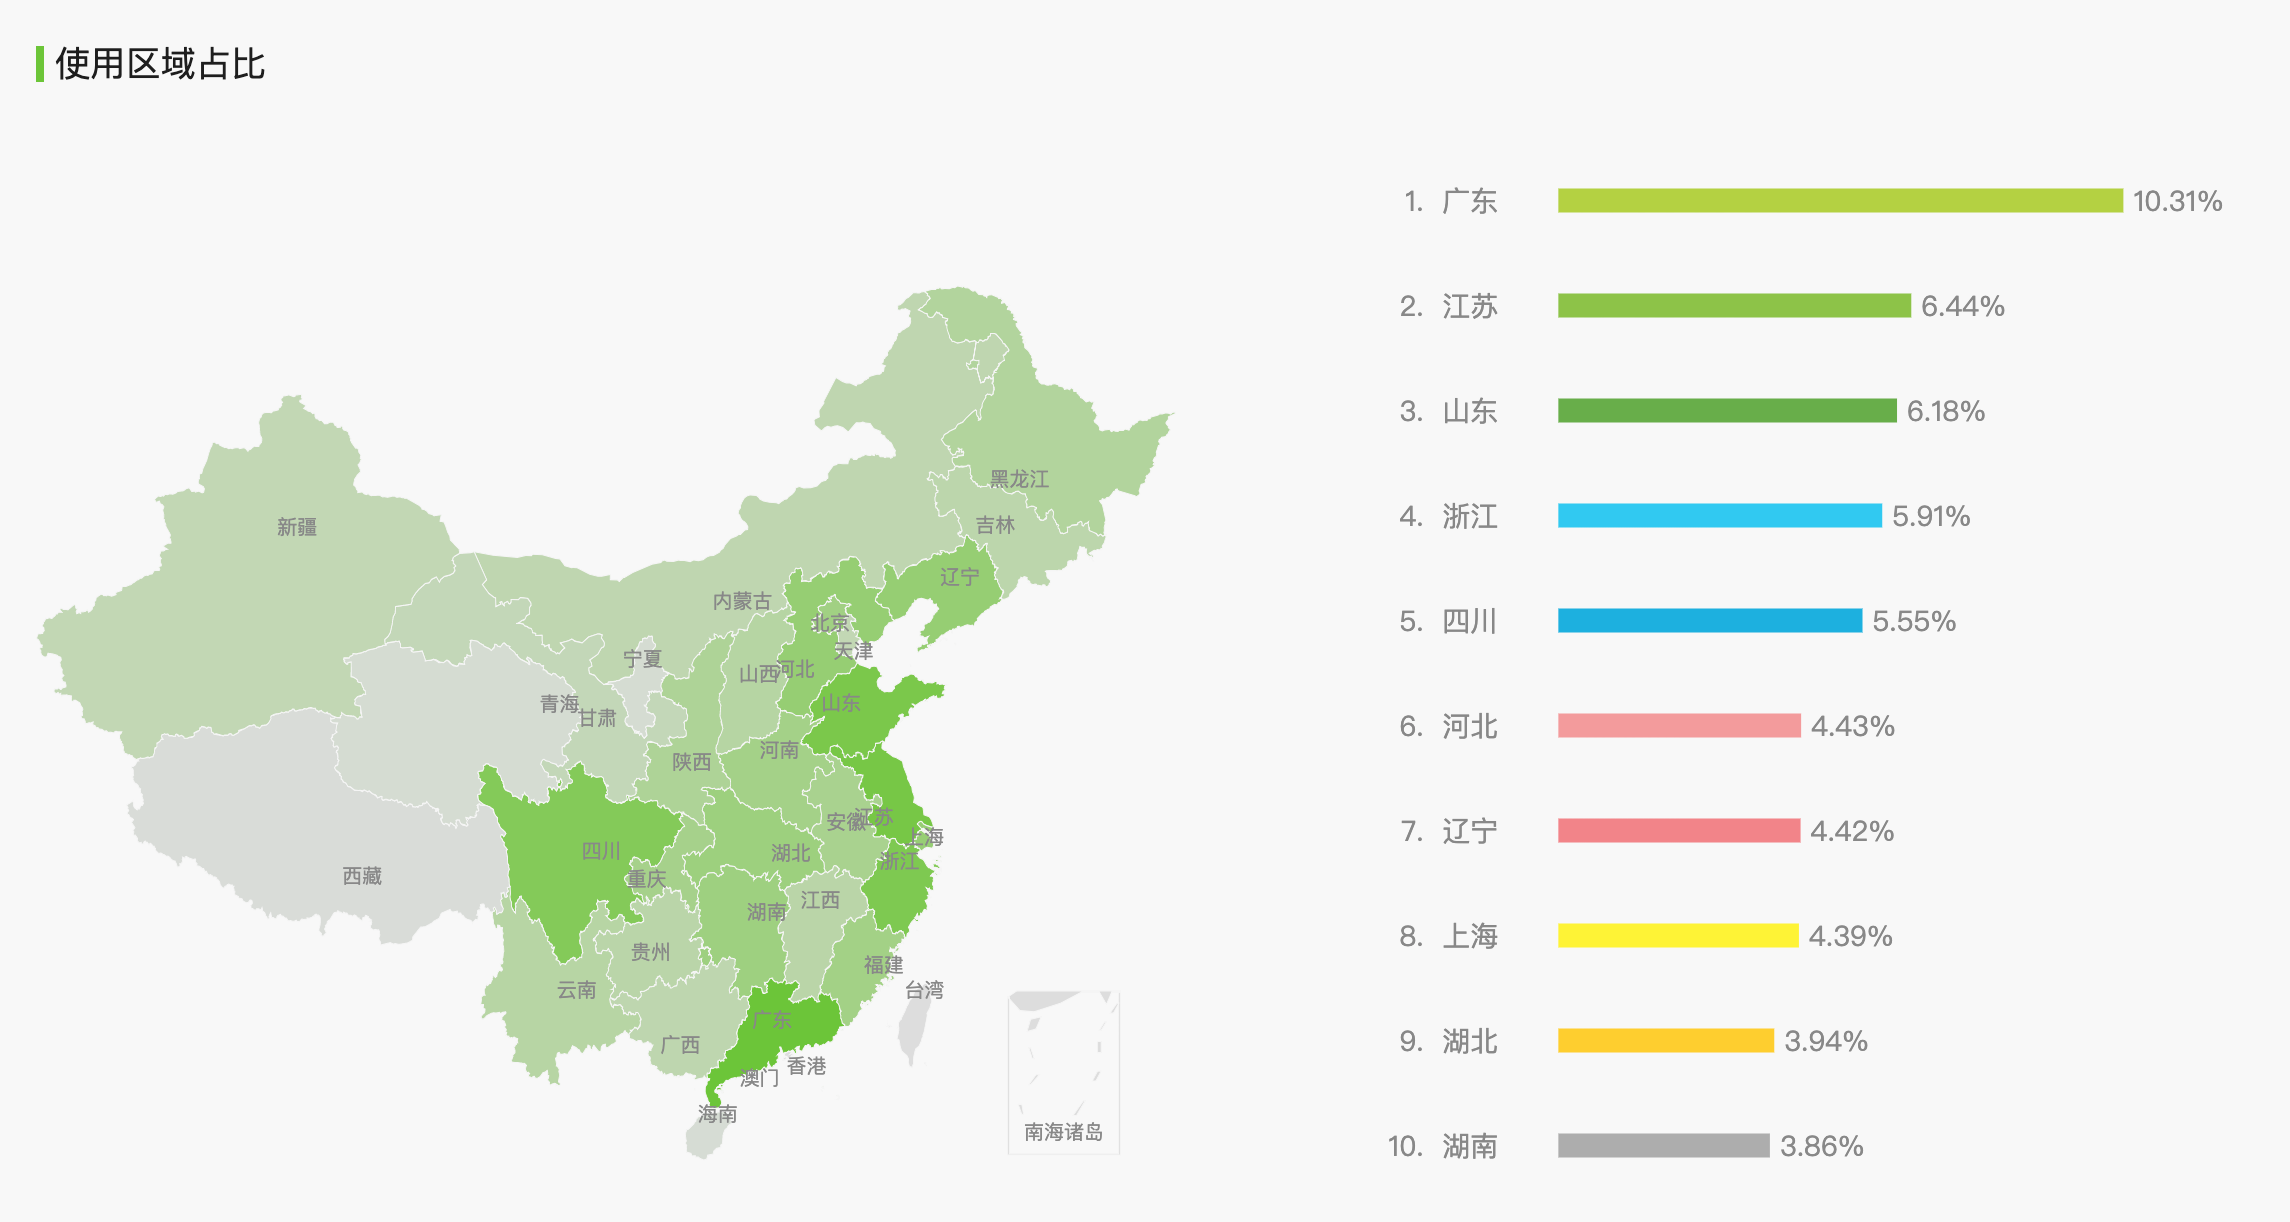 使用区域占比
黑龙江
吉林
新疆
辽宁
内蒙古
北京
天津
宁夏
山西
河北
青海
甘肃
山东
河南
陕西
安徽
江苏
上海
四川
湖北
浙江
西藏
重庆
江西
湖南
贵州
福建
云南
台湾
广东
广西
香港
澳门
海南
南海诸岛
1. 广东 10.31%
2. 江苏 6.44%
3. 山东 6.18%
4. 浙江 5.91%
5. 四川 5.55%
6. 河北 4.43%
7. 辽宁 4.42%
8. 上海 4.39%
9. 湖北 3.94%
10. 湖南 3.86%